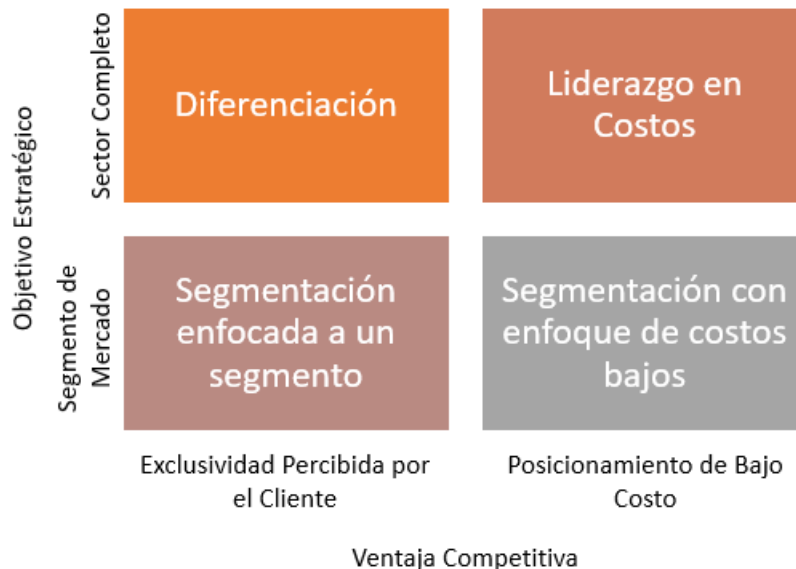 Objetivo Estratégico
Sector Completo
Diferenciación
Liderazgo en
Costos
Segmento de
Mercado
Segmentación
enfocada a un
segmento
Segmentación con
enfoque de costos
bajos
Exclusividad Percibida por
el Cliente
Posicionamiento de Bajo
Costo
Ventaja Competitiva